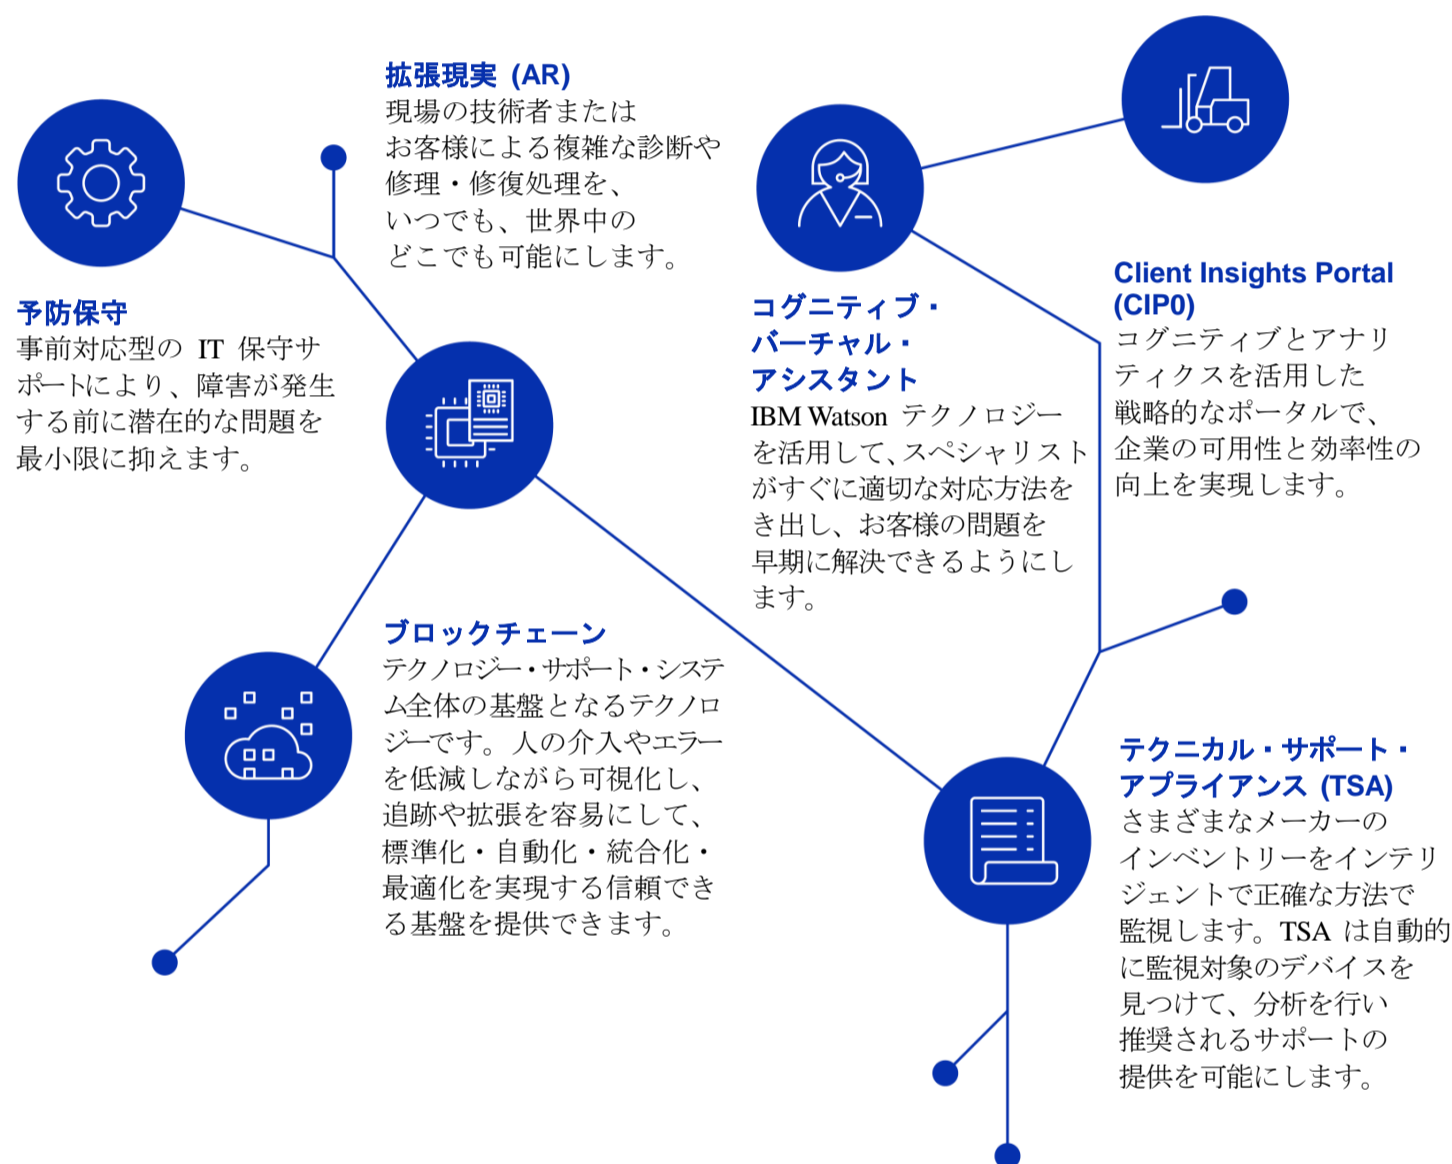 拡張現実 (AR)
現場の技術者または
お客様による複雑な診断や
修理・修復処理を、
いつでも、世界中の
どこでも可能にします。
予防保守
事前対応型の IT 保守サ
ポートにより、障害が発生
する前に潜在的な問題を
最小限に抑えます。
コグニティブ・
バーチャル・
アシスタント
IBM Watson テクノロジー
を活用して、スペシャリスト
がすぐに適切な対応方法を
き出し、お客様の問題を
早期に解決できるようにし
ます。
Client Insights Portal
(CIP0)
コグニティブとアナリ
ティクスを活用した
戦略的なポータルで、
企業の可用性と効率性の
向上を実現します。
ブロックチェーン
テクノロジー・サポート・システ
ム全体の基盤となるテクノロ
ジーです。人の介入やエラー
を低減しながら可視化し、
追跡や拡張を容易にして、
標準化・自動化・統合化・
最適化を実現する信頼でき
る基盤を提供できます。
テクニカル・サポート・
アプライアンス (TSA)
さまざまなメーカーの
インベントリーをインテリ
ジェントで正確な方法で
監視します。TSA は自動的
に監視対象のデバイスを
見つけて、分析を行い
推奨されるサポートの
提供を可能にします。